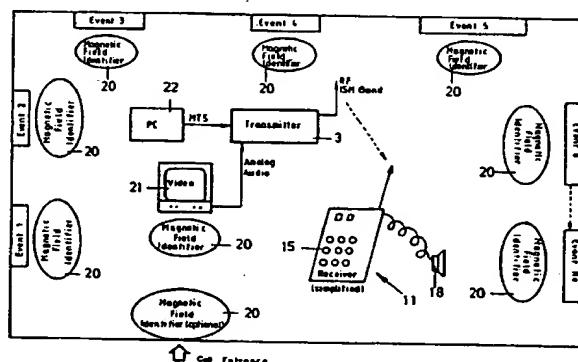 Event 3
Event 4
Event 5
Magnetic
Field
Identifier
20
Magnetic
Field
Identifier
20
Magnetic
Field
Identifier
20
RF
ISM Band
Event 2
Magnetic
Field
Identifier
20
22
PC
MTS
Transmitter
3
Analog
Audio
21
Video
Magnetic
Field
Identifier
20
Magnetic
Field
Identifier
20
Event 1
Magnetic
Field
Identifier
20
15
Receiver
(simplified)
11
18
Magnetic
Field
Identifier
20
Magnetic
Field
Identifier (optional)
20
Entrance